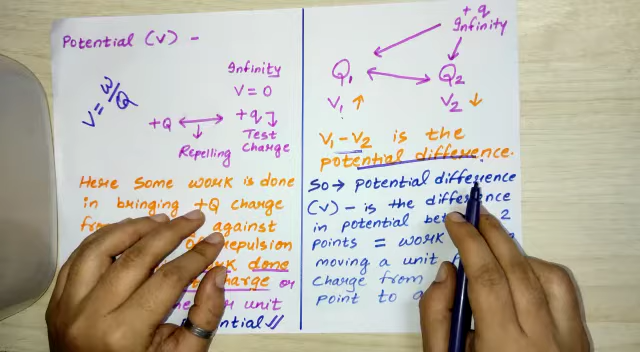 Potential (V) -
V = W/Q
Infinity
V = 0
+Q
+q
Test
Charge
Repelling
Here some work is done
in bringing +Q charge
against
repulsion
done
charge or
unit
+q
Infinity
Q1
Q2
V1 ↑
V2 ↓
V1 - V2 is the
potential difference.
So → potential difference
(V) - is the difference
in potential 2
points = work
moving a unit
charge from
point to